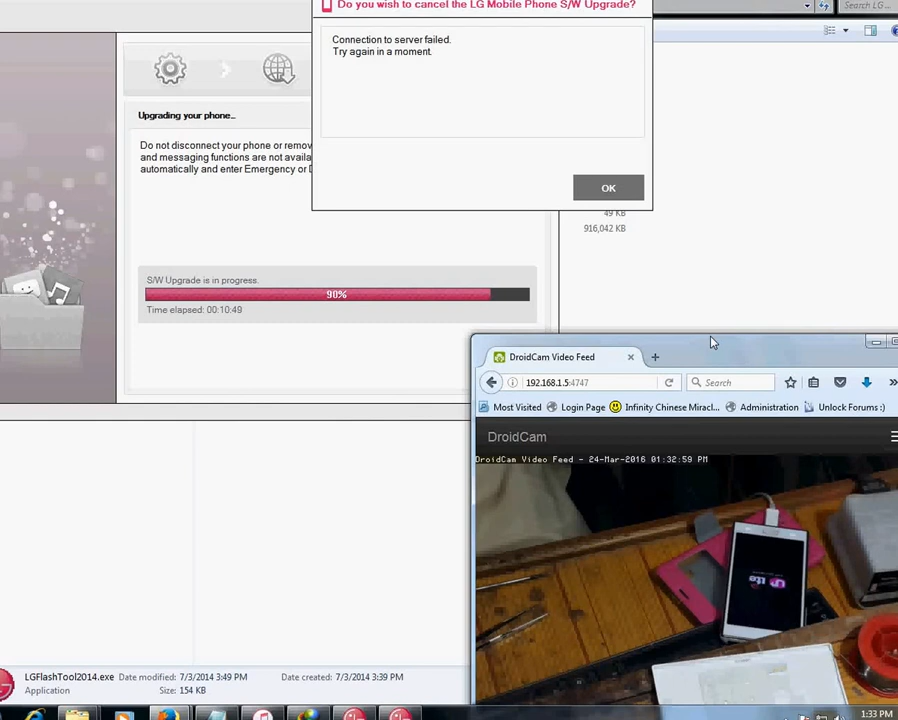 Do you wish to cancel the LG Mobile Phone S/W Upgrade?
Search LG
Connection to server failed.
Try again in a moment.
OK
Upgrading your phone...
Do not disconnect your phone or remov
and messaging functions are not availa
automatically and enter Emergency or D
49 KB
916,042 KB
S/W Upgrade is in progress.
90%
Time elapsed: 00:10:49
DroidCam Video Feed
192.168.1.5:4747
Search
Most Visited
Login Page
Infinity Chinese Miracl...
Administration
Unlock Forums :)
DroidCam
DroidCam Video Feed - 24-Mar-2016 01:32:59 PM
LGFlashTool2014.exe
Date modified: 7/3/2014 3:49 PM
Date created: 7/3/2014 3:39 PM
Application
Size: 154 KB
1:33 PM